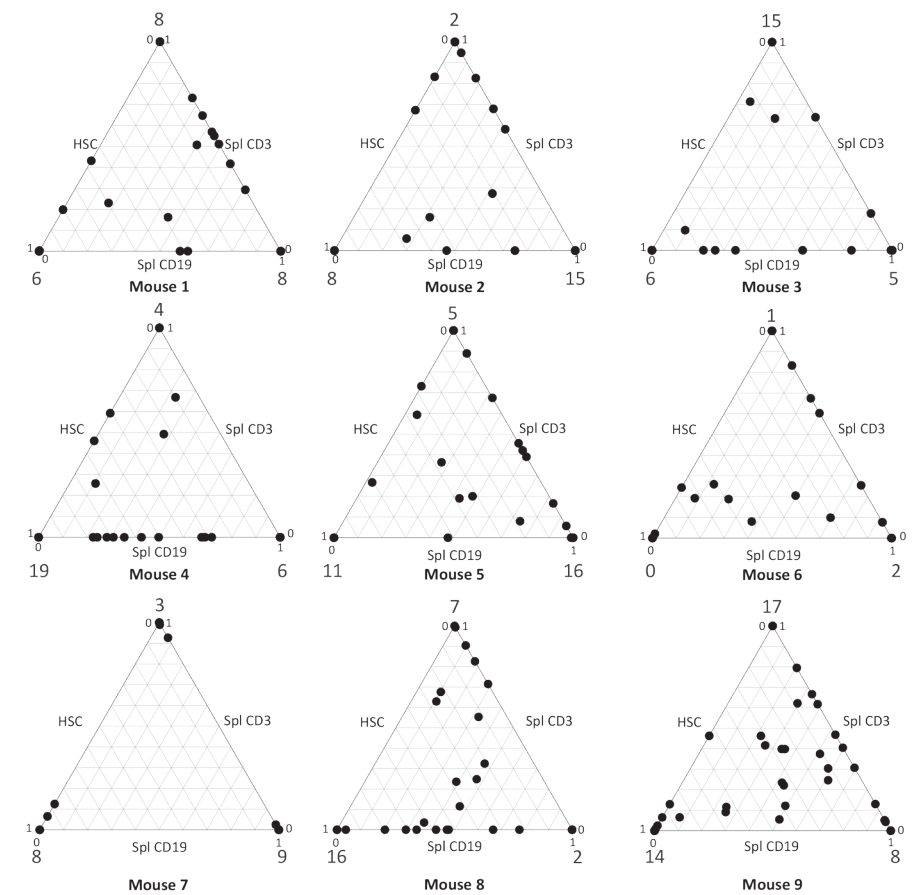 8 2 15
0 1 0 1 0 1
HSC Spl CD3 HSC Spl CD3 HSC Spl CD3
1 0 1 0 1 0
0 Spl CD19 1 0 Spl CD19 1 0 Spl CD19 1
6 8 8 15 6 5
Mouse 1 Mouse 2 Mouse 3
4 5 1
0 1 0 1 0 1
HSC Spl CD3 HSC Spl CD3 HSC Spl CD3
1 0 1 0 1 0
0 Spl CD19 1 0 Spl CD19 1 0 Spl CD19 1
19 6 11 16 0 2
Mouse 4 Mouse 5 Mouse 6
3 7 17
0 1 0 1 0 1
HSC Spl CD3 HSC Spl CD3 HSC Spl CD3
1 0 1 0 1 0
0 Spl CD19 1 0 Spl CD19 1 0 Spl CD19 1
8 9 16 2 14 8
Mouse 7 Mouse 8 Mouse 9